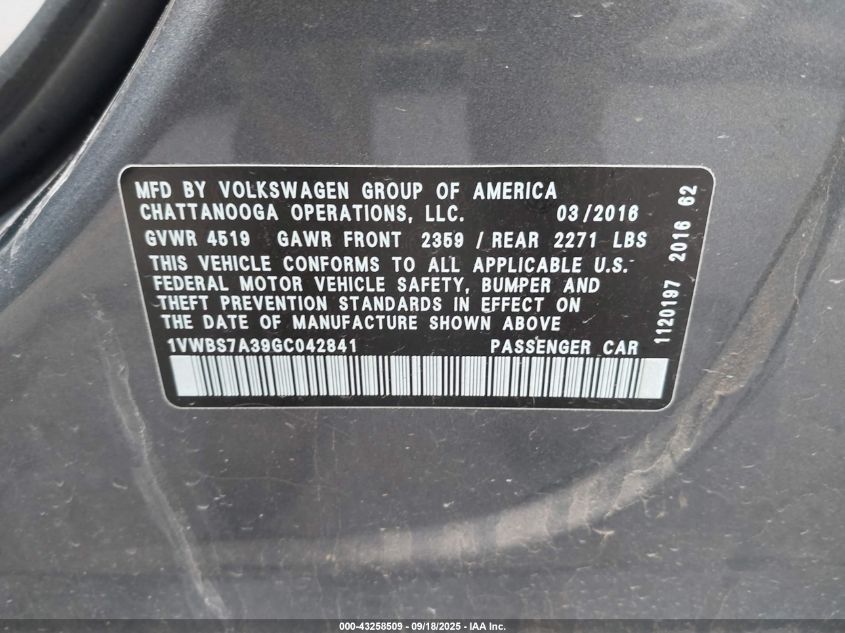 MFD BY VOLKSWAGEN GROUP OF AMERICA
CHATTANOOGA OPERATIONS, LLC. 03/2016
GVWR 4519 GAWR FRONT 2359 / REAR 2271 LBS
THIS VEHICLE CONFORMS TO ALL APPLICABLE U.S.
FEDERAL MOTOR VEHICLE SAFETY, BUMPER AND
THEFT PREVENTION STANDARDS IN EFFECT ON
THE DATE OF MANUFACTURE SHOWN ABOVE
1VWBS7A39GC042841 PASSENGER CAR
1120197 2016 62
000-43258509 - 09/18/2025 - IAA Inc.